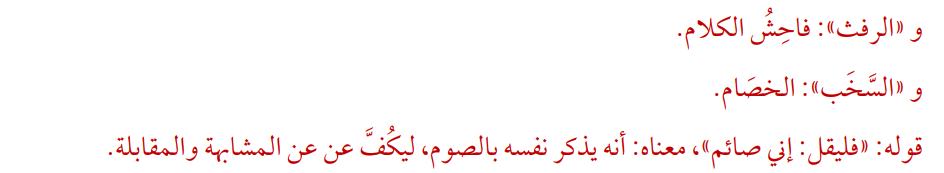 و «الرفث»: فاحِشُ الكلام.
و «السَّخَب»: الخصَام.
قوله: «فليقل: إني صائم»، معناه: أنه يذكر نفسه بالصوم، ليكُفَّ عن عن المشابهة والمقابلة.